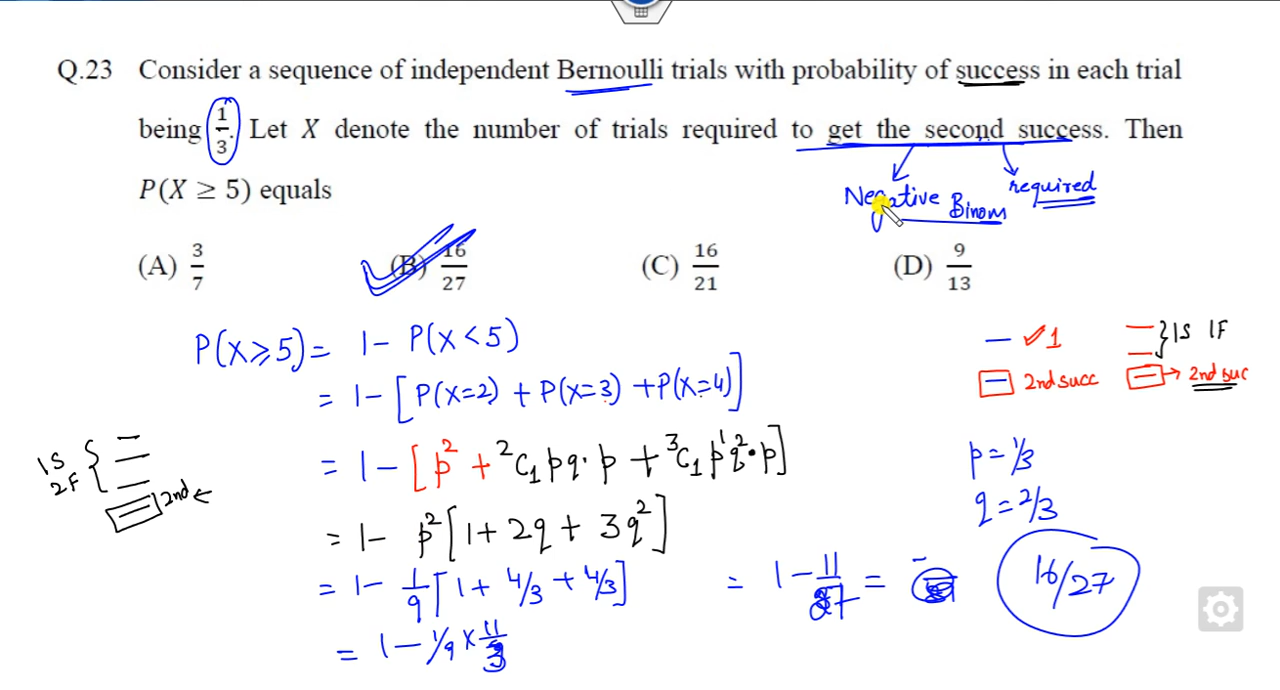 Q.23 Consider a sequence of independent Bernoulli trials with probability of success in each trial
being 1/3. Let X denote the number of trials required to get the second success. Then
P(X ≥ 5) equals
Negative Binom required
(A) 3/7 (B) 16/27 (C) 16/21 (D) 9/13
P(X ≥ 5) = 1 - P(X < 5)
= 1 - [P(X=2) + P(X=3) + P(X=4)]
= 1 - [p² + ²C₁ pq · p + ³C₁ p¹q² · p]
= 1 - p² [1 + 2q + 3q²]
= 1 - 1/9 [1 + 4/3 + 4/3]
= 1 - 1/9 × 11/3
= 1 - 11/27 =
16/27
1S
2F
2nd
1
2nd succ
1S 1F
2nd suc
p = 1/3
q = 2/3